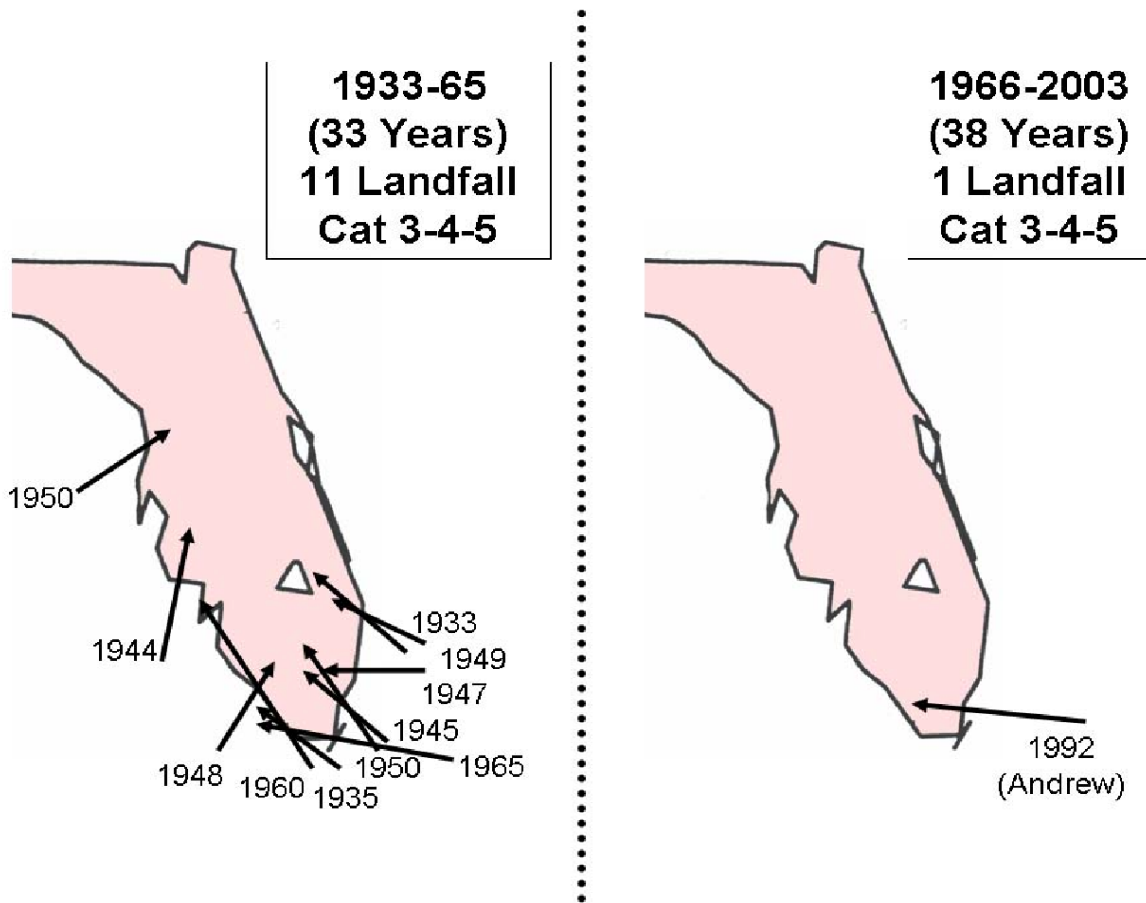 1933-65
(33 Years)
11 Landfall
Cat 3-4-5
1950
1944
1933
1949
1947
1945
1948
1960
1935
1950
1965
1966-2003
(38 Years)
1 Landfall
Cat 3-4-5
1992
(Andrew)